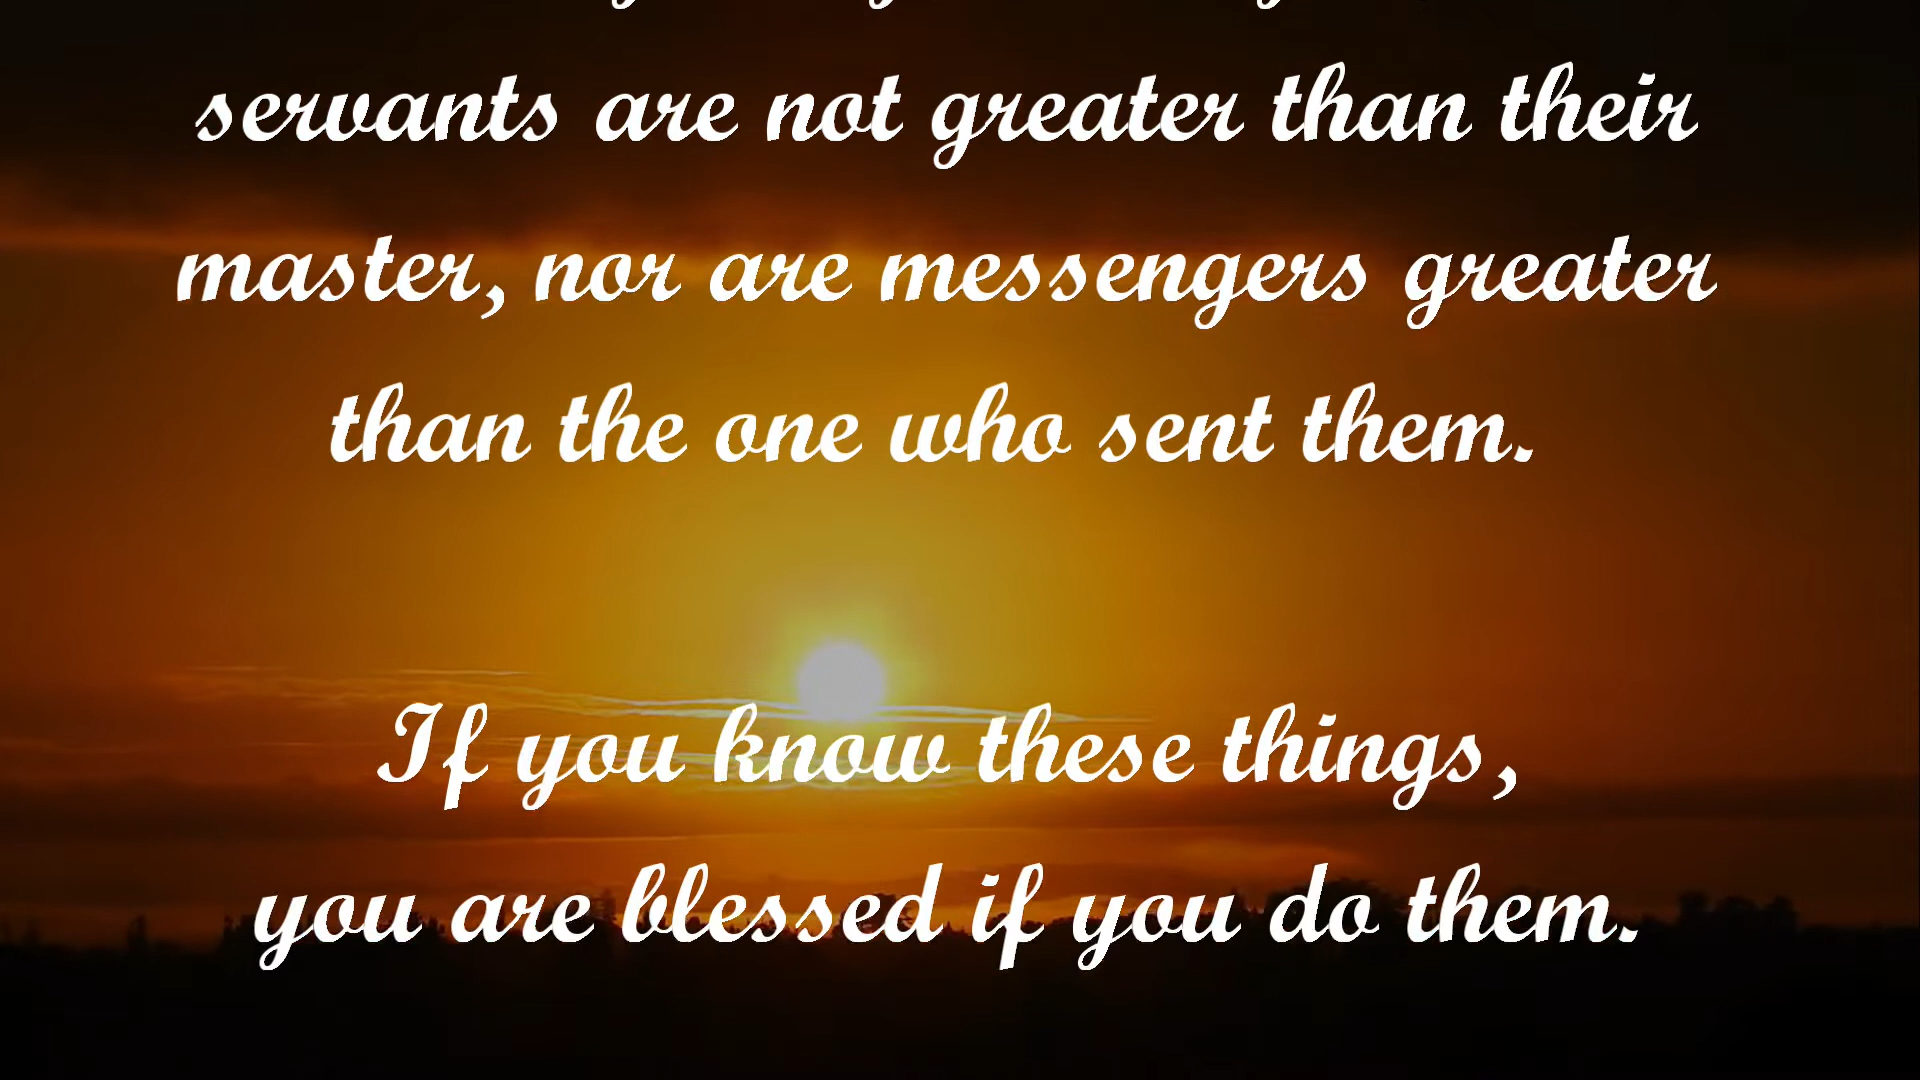 servants are not greater than their
master, nor are messengers greater
than the one who sent them.
If you know these things,
you are blessed if you do them.